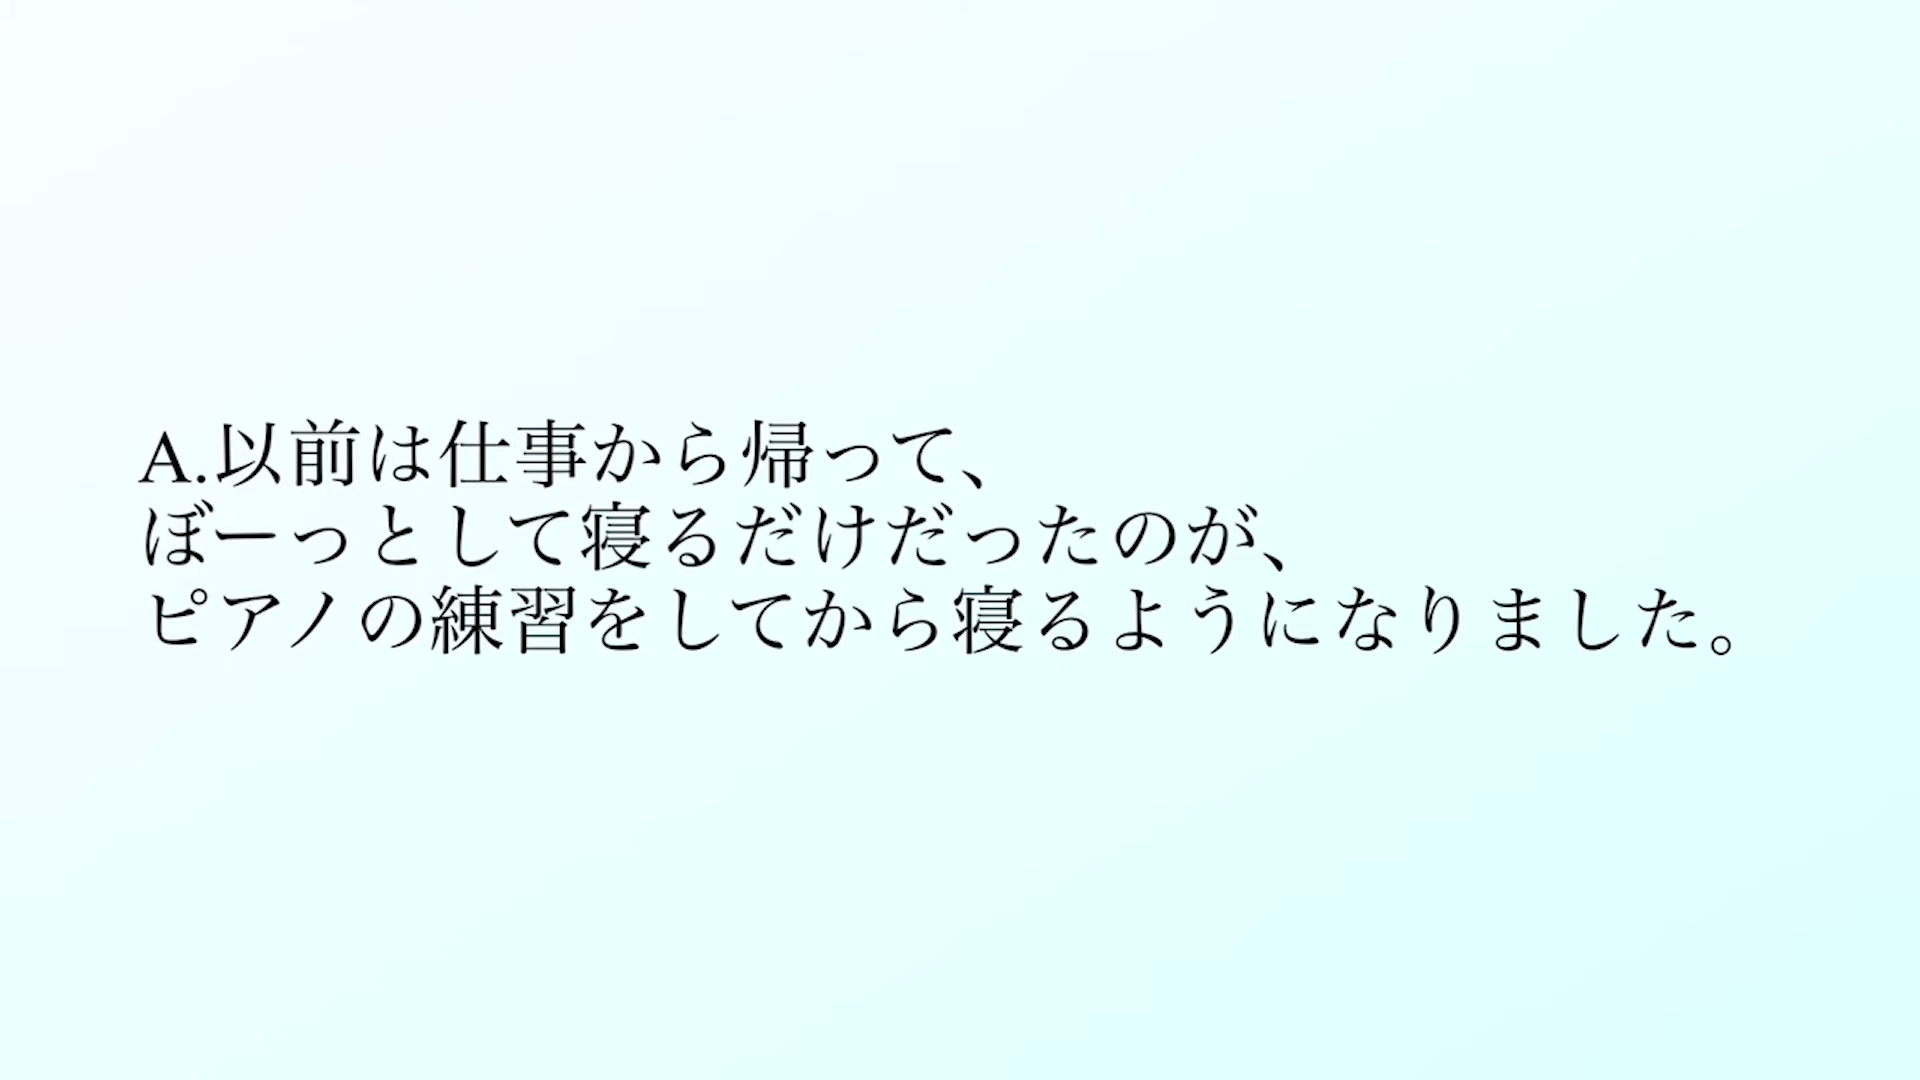 A.以前は仕事から帰って、
ぼーっとして寝るだけだったのが、
ピアノの練習をしてから寝るようになりました。